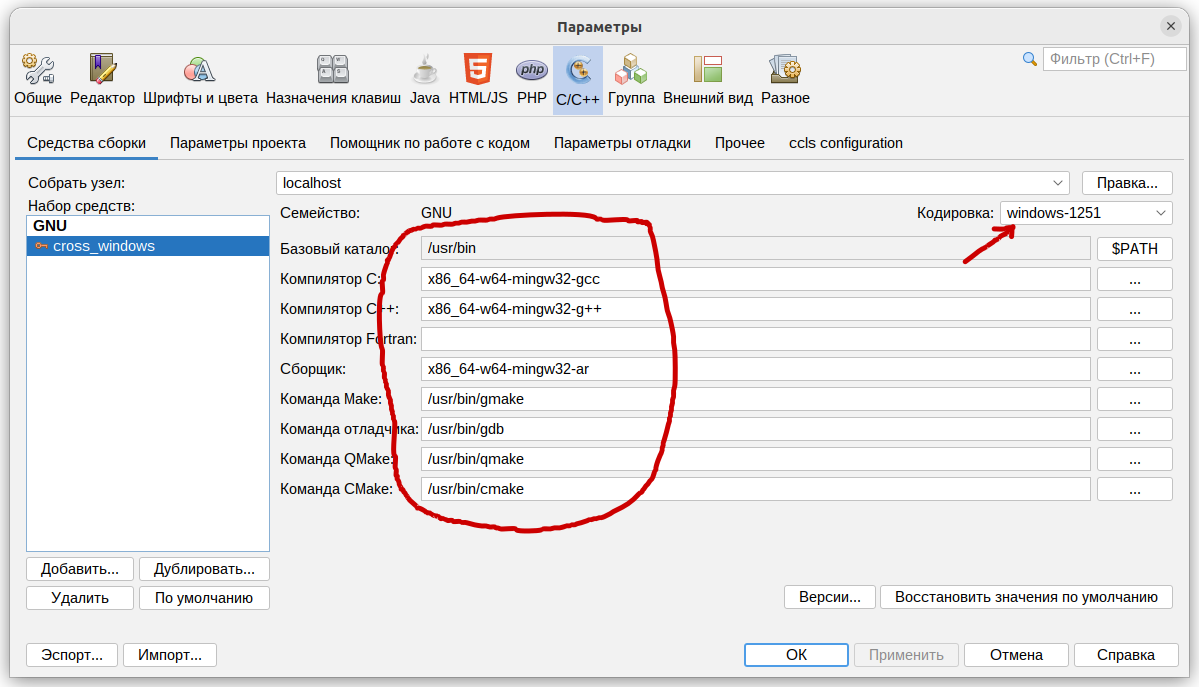 Параметры
Фильтр (Ctrl+F)
Общие Редактор Шрифты и цвета Назначения клавиш Java HTML/JS PHP C/C++ Группа Внешний вид Разное
Средства сборки Параметры проекта Помощник по работе с кодом Параметры отладки Прочее ccls configuration
Собрать узел: localhost Правка...
Набор средств:
GNU
cross_windows
Семейство: GNU Кодировка: windows-1251
Базовый каталог: /usr/bin $PATH
Компилятор C: x86_64-w64-mingw32-gcc ...
Компилятор C++: x86_64-w64-mingw32-g++ ...
Компилятор Fortran: ...
Сборщик: x86_64-w64-mingw32-ar ...
Команда Make: /usr/bin/gmake ...
Команда отладчика: /usr/bin/gdb ...
Команда QMake: /usr/bin/qmake ...
Команда CMake: /usr/bin/cmake ...
Добавить... Дублировать...
Удалить По умолчанию
Версии... Восстановить значения по умолчанию
Эспорт... Импорт... ОК Применить Отмена Справка